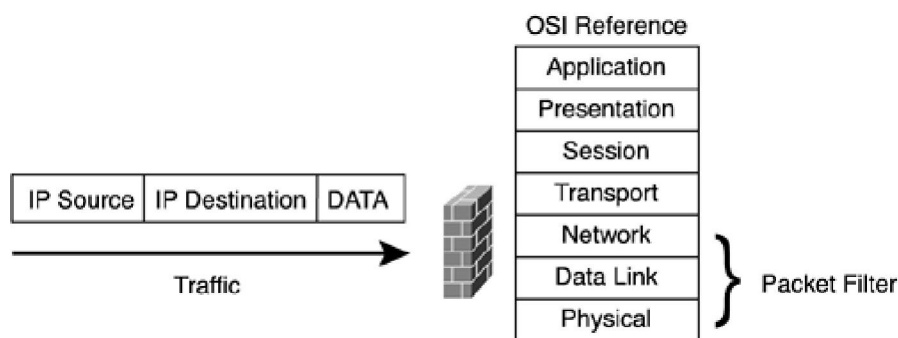 OSI Reference
Application
Presentation
Session
Transport
Network
Data Link
Physical
IP Source IP Destination DATA
Traffic
Packet Filter